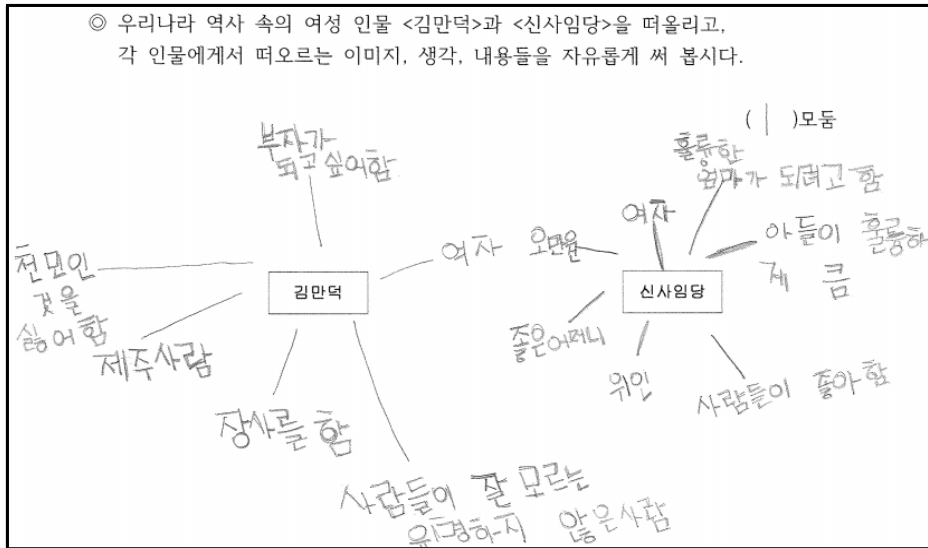 ◎ 우리나라 역사 속의 여성 인물 <김만덕>과 <신사임당>을 떠올리고,
각 인물에게서 떠오르는 이미지, 생각, 내용들을 자유롭게 써 봅시다.
( 1 )모둠
부자가
되고 싶어함
여자
천민인
것을
싫어함
제주사람
장사를 함
사람들이 잘 모르는
유명하지 않은사람
김만덕
훌륭한
엄마가 되려고 함
여자
오만원
아들이 훌륭하
게 큼
좋은어머니
위인
사람들이 좋아함
신사임당